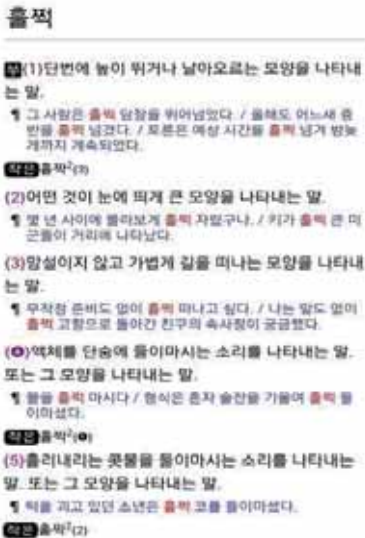 훌쩍
부(1)단번에 높이 뛰거나 날아오르는 모양을 나타내
는 말.
¶ 그 사람은 훌쩍 담장을 뛰어넘었다. / 올해도 어느새 중
반을 훌쩍 넘겼다. / 토론은 예상 시간을 훌쩍 넘겨 밤늦
게까지 계속되었다.
작은홀짝²(3)
(2)어떤 것이 눈에 띄게 큰 모양을 나타내는 말.
¶ 몇 년 사이에 몰라보게 훌쩍 자랐구나. / 키가 훌쩍 큰 미
군들이 거리에 나타났다.
(3)망설이지 않고 가볍게 길을 떠나는 모양을 나타내
는 말.
¶ 무작정 준비도 없이 훌쩍 떠나고 싶다. / 나는 말도 없이
훌쩍 고향으로 돌아간 친구의 속사정이 궁금했다.
(4)액체를 단숨에 들이마시는 소리를 나타내는 말.
또는 그 모양을 나타내는 말.
¶ 물을 훌쩍 마시다 / 형식은 혼자 술잔을 기울여 훌쩍 들
이마셨다.
작은홀짝²
(5)흘러내리는 콧물을 들이마시는 소리를 나타내는
말. 또는 그 모양을 나타내는 말.
¶ 턱을 괴고 있던 소년은 훌쩍 코를 들이마셨다.
작은홀짝²(2)